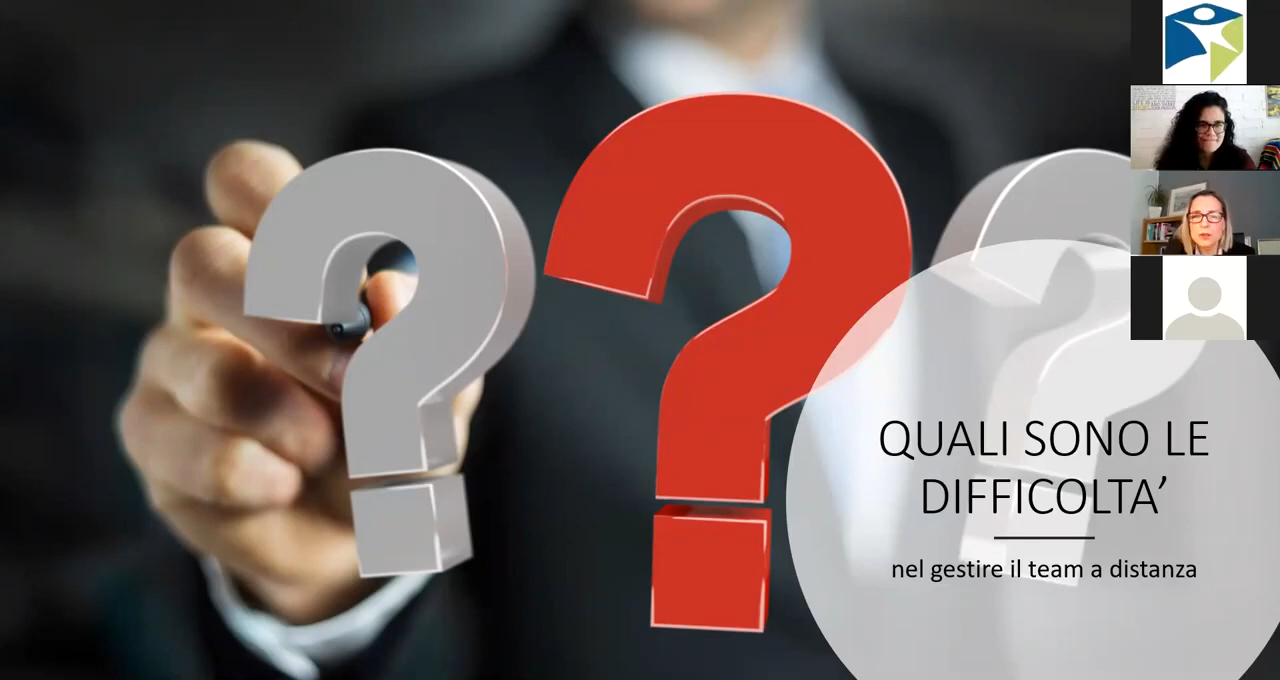 QUALI SONO LE
DIFFICOLTA’
nel gestire il team a distanza